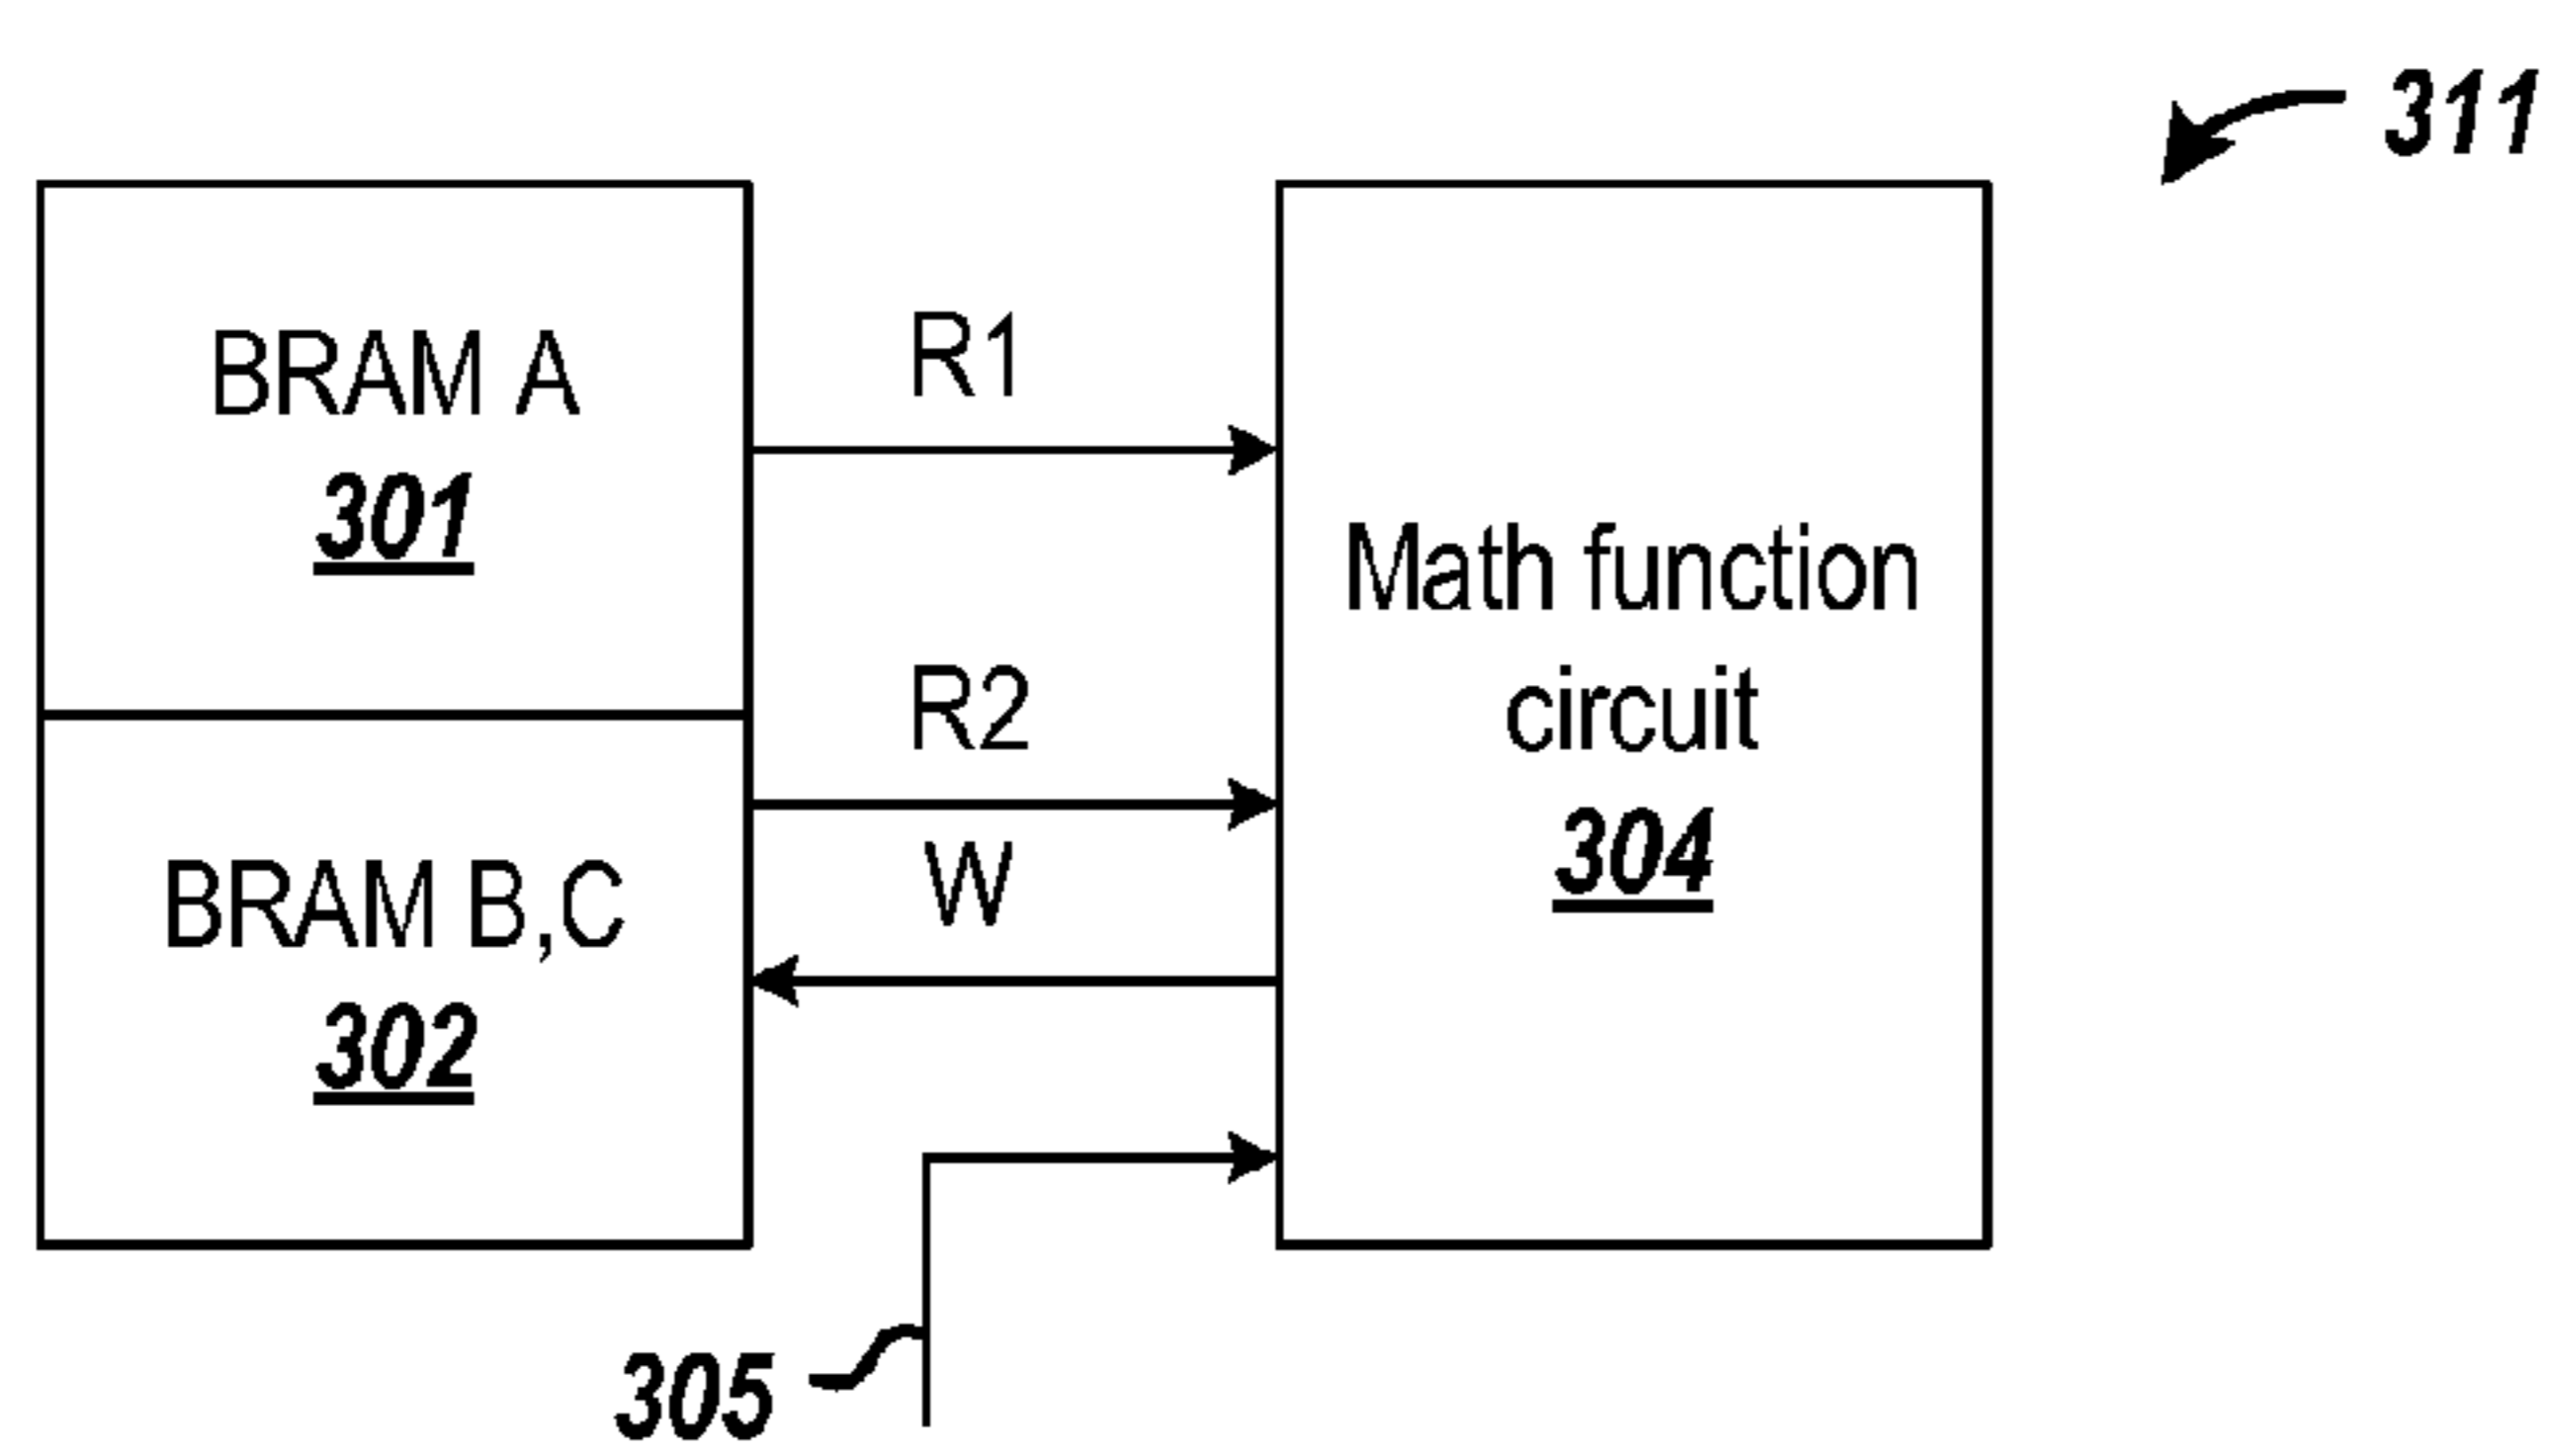 311
BRAM A
301
R1
R2
W
BRAM B,C
302
Math function
circuit
304
305